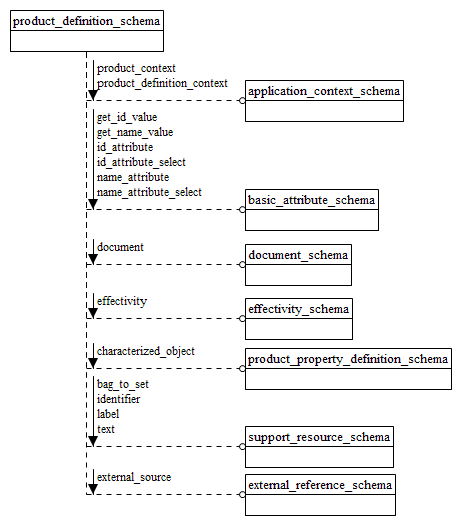 product_definition_schema
product_context
product_definition_context
application_context_schema
get_id_value
get_name_value
id_attribute
id_attribute_select
name_attribute
name_attribute_select
basic_attribute_schema
document
document_schema
effectivity
effectivity_schema
characterized_object
product_property_definition_schema
bag_to_set
identifier
label
text
support_resource_schema
external_source
external_reference_schema